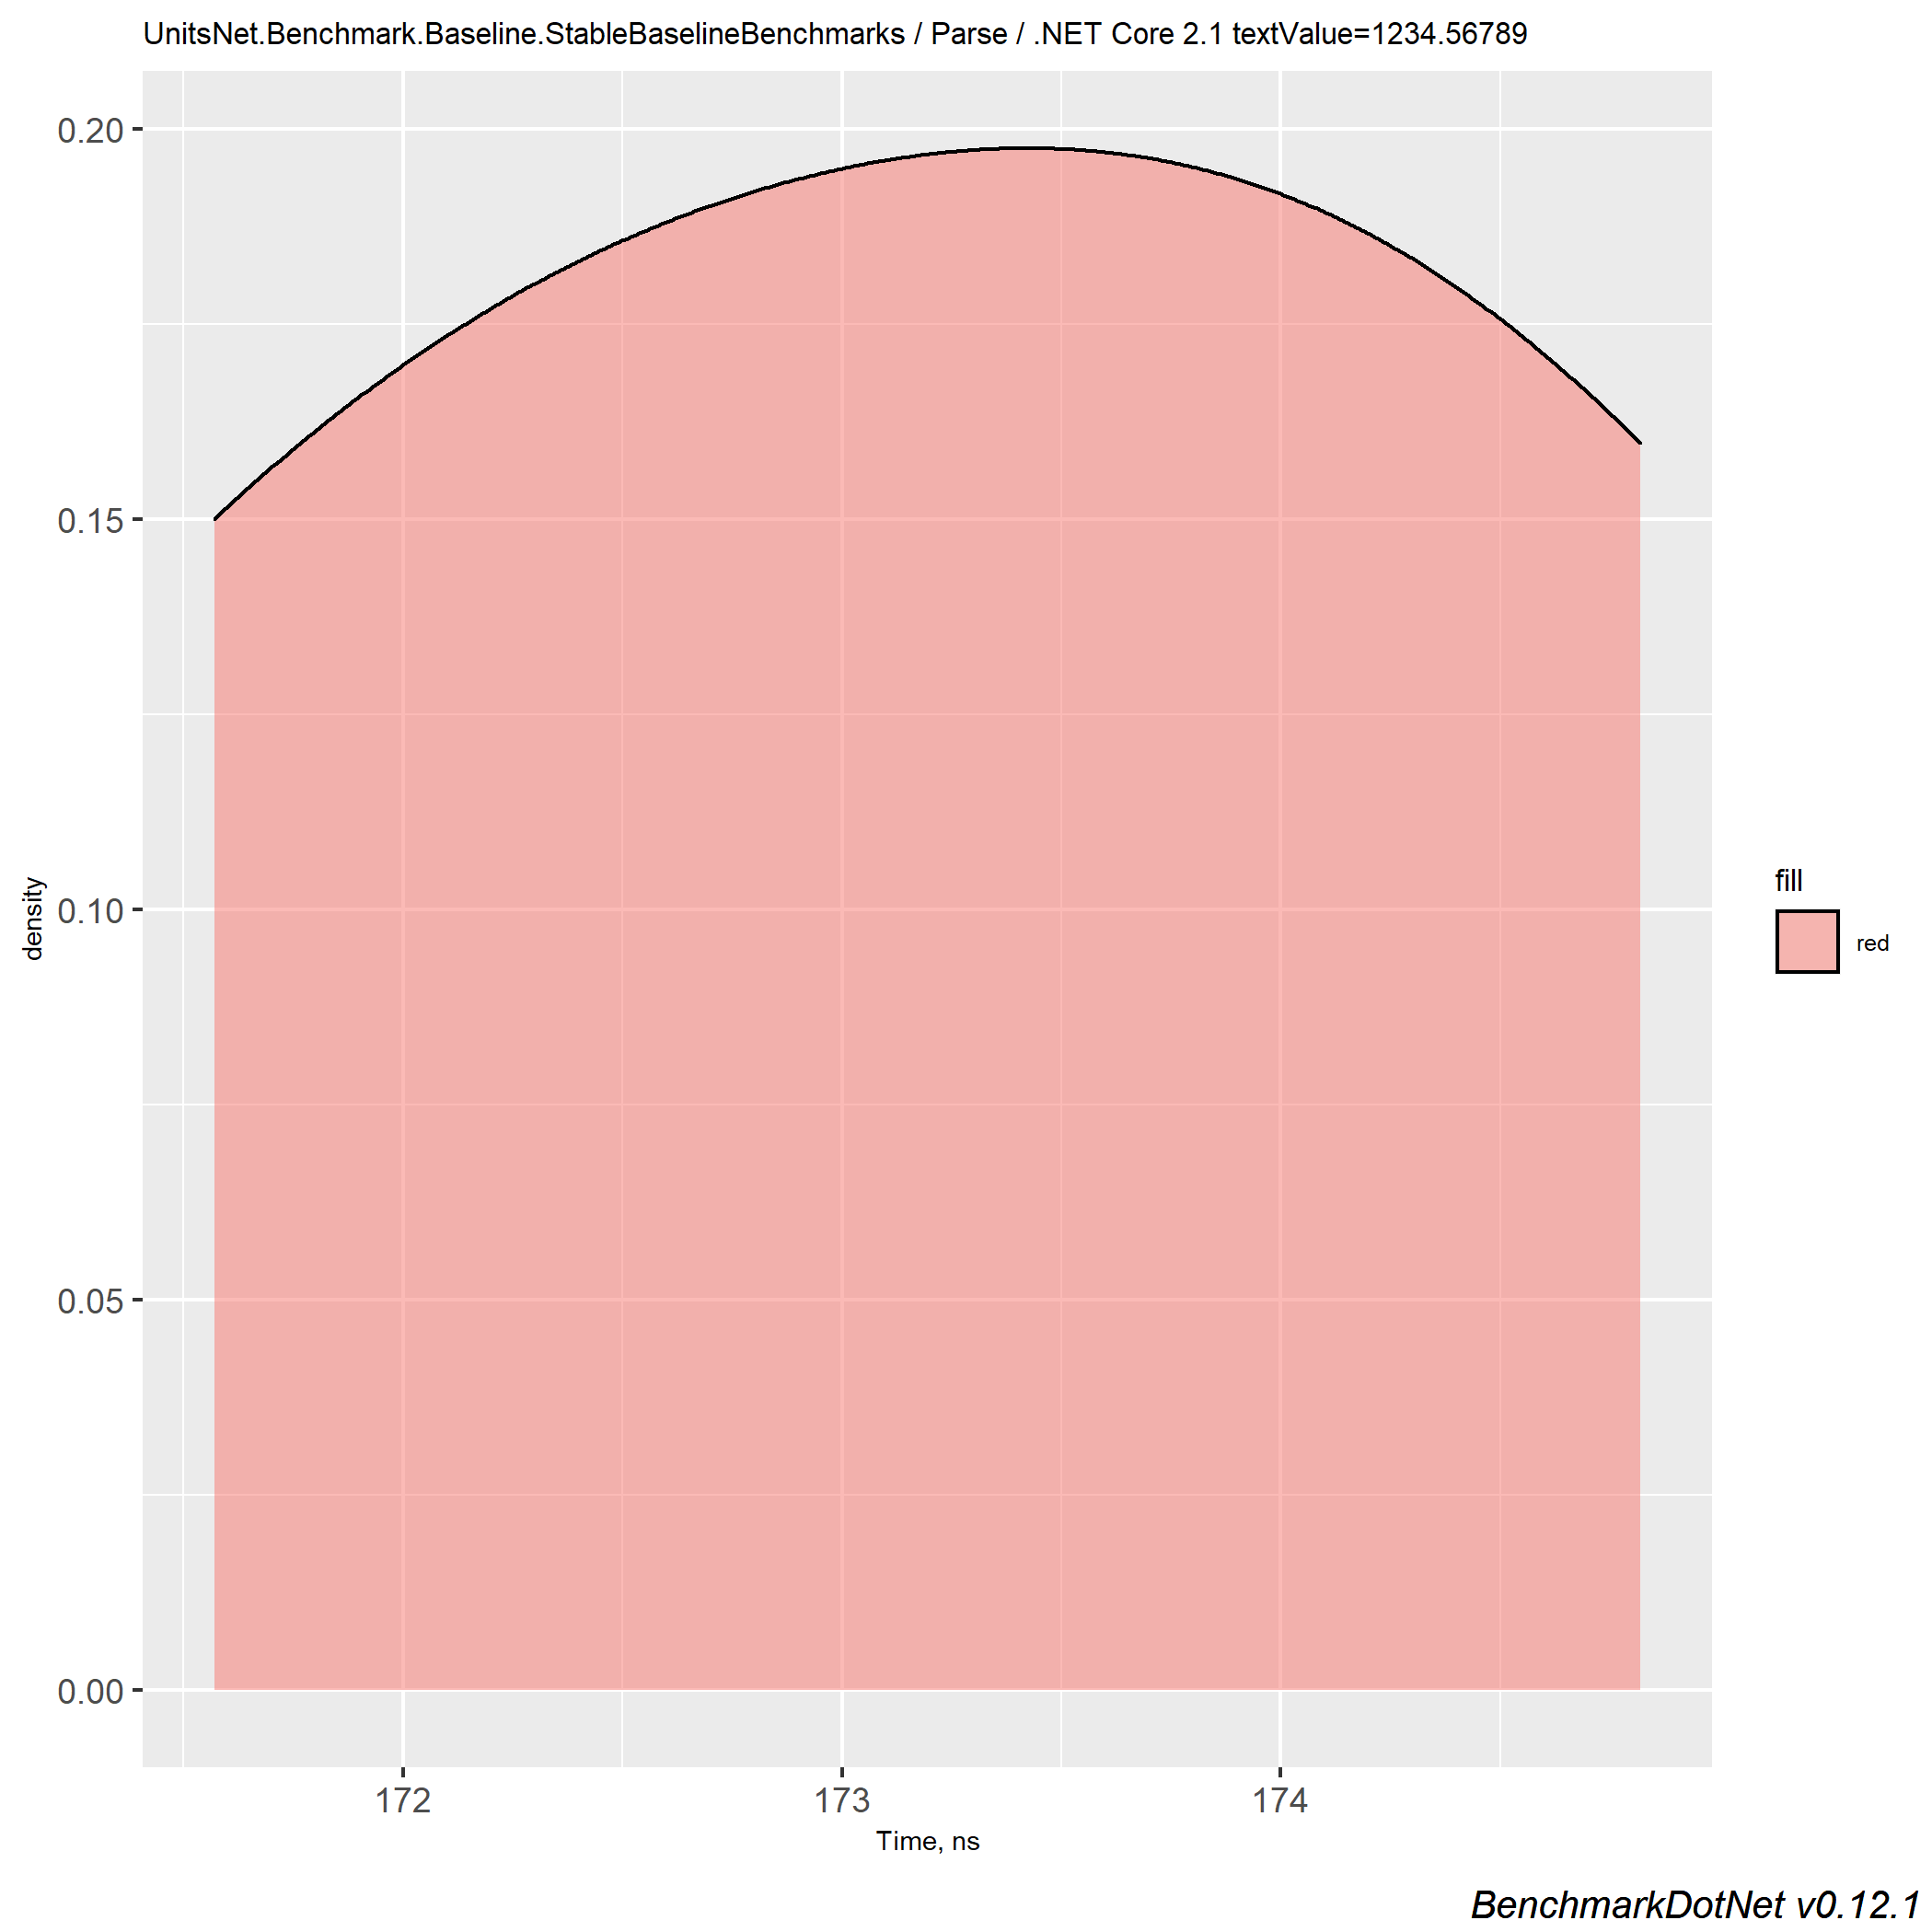 UnitsNet.Benchmark.Baseline.StableBaselineBenchmarks / Parse / .NET Core 2.1 textValue=1234.56789
0.20
0.15
0.10
0.05
0.00
density
172 173 174
Time, ns
fill
red
BenchmarkDotNet v0.12.1